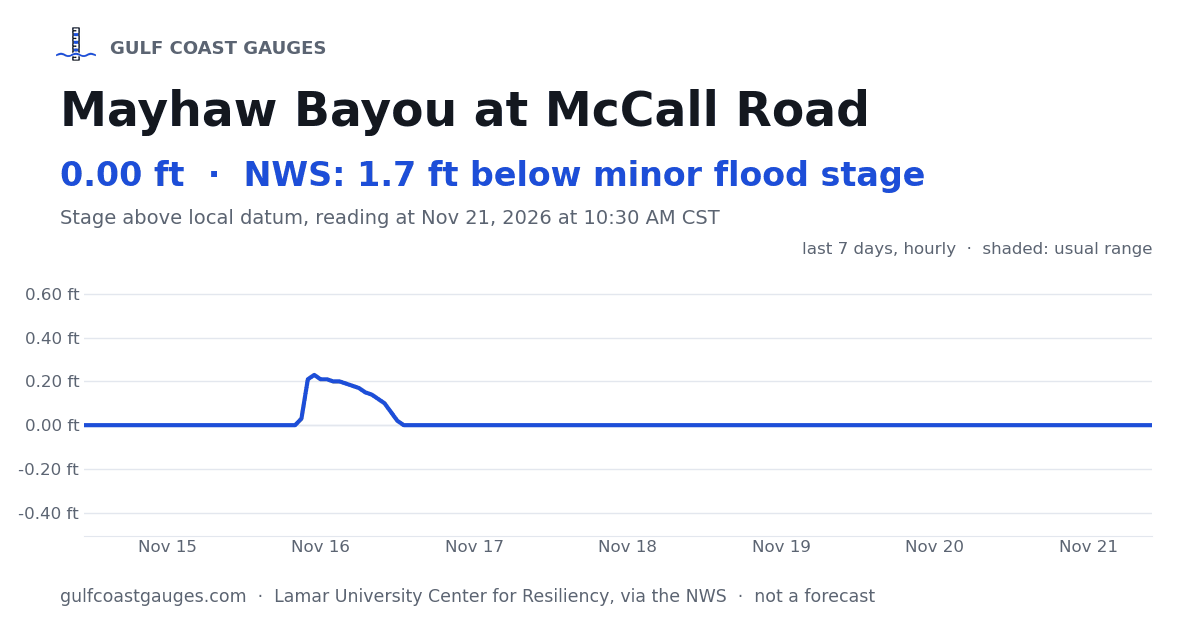 GULF COAST GAUGES
Mayhaw Bayou at McCall Road
0.00 ft · NWS: 1.7 ft below minor flood stage
Stage above local datum, reading at Nov 21, 2026 at 10:30 AM CST
last 7 days, hourly · shaded: usual range
0.60 ft
0.40 ft
0.20 ft
0.00 ft
-0.20 ft
-0.40 ft
Nov 15 Nov 16 Nov 17 Nov 18 Nov 19 Nov 20 Nov 21
gulfcoastgauges.com · Lamar University Center for Resiliency, via the NWS · not a forecast